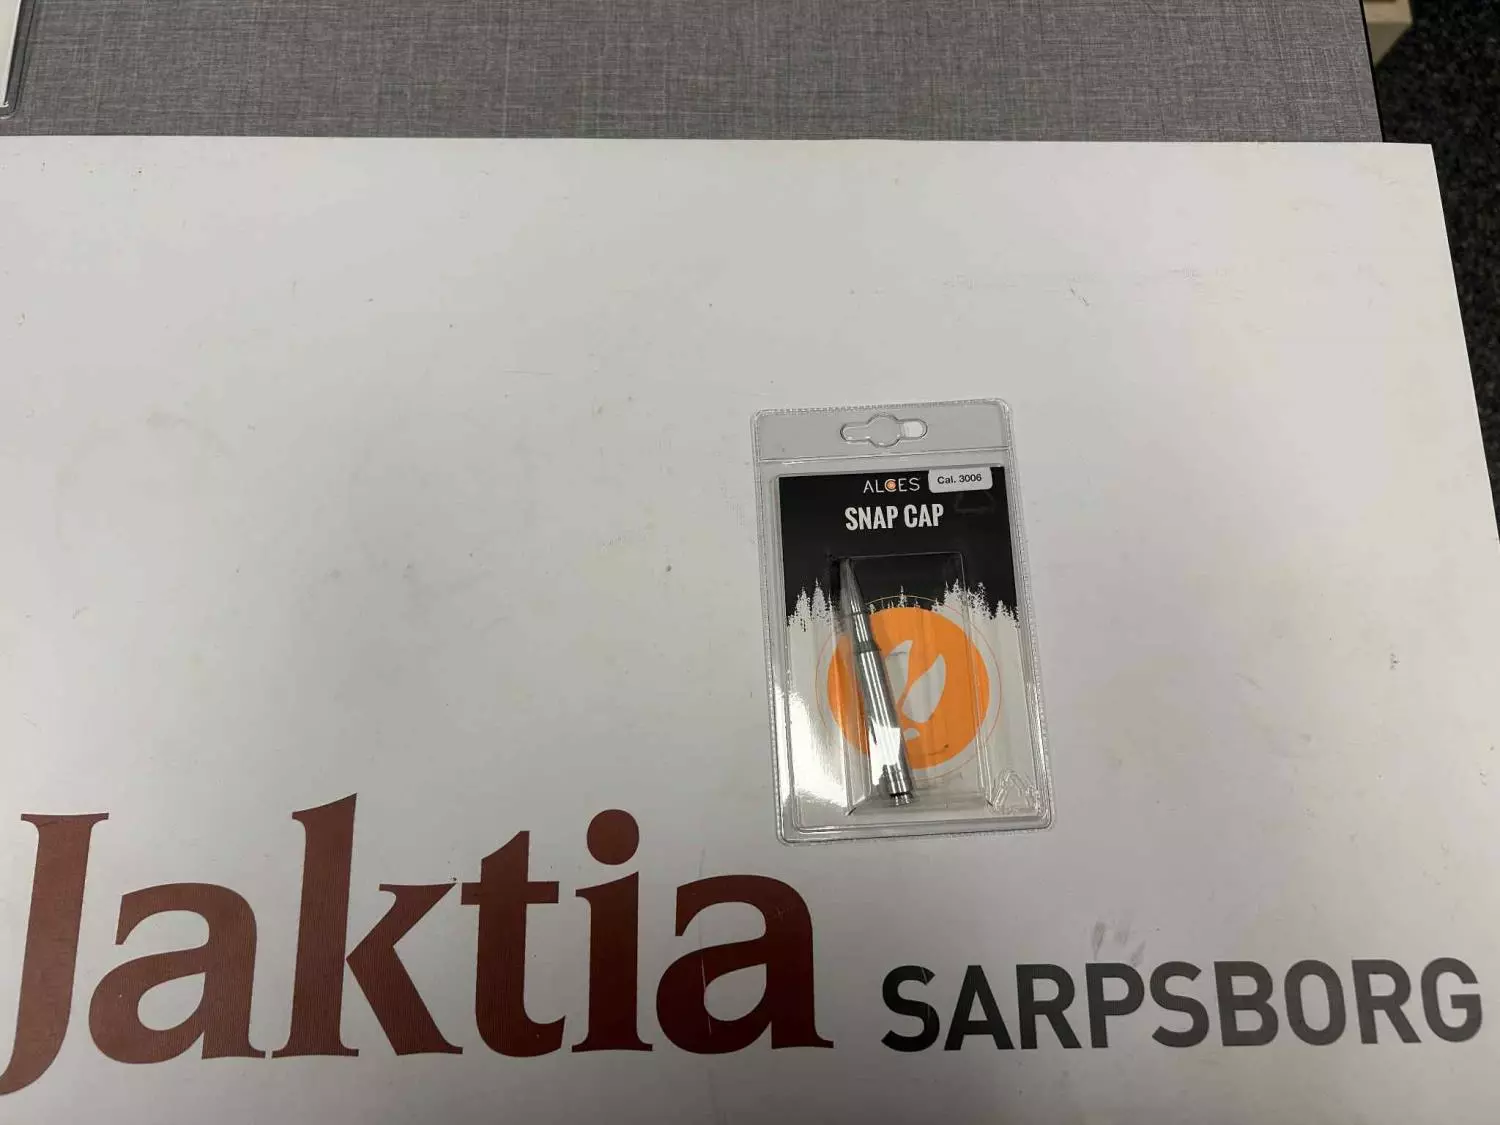 ALCES
Cal. 3006
SNAP CAP
Jaktia SARPSBORG